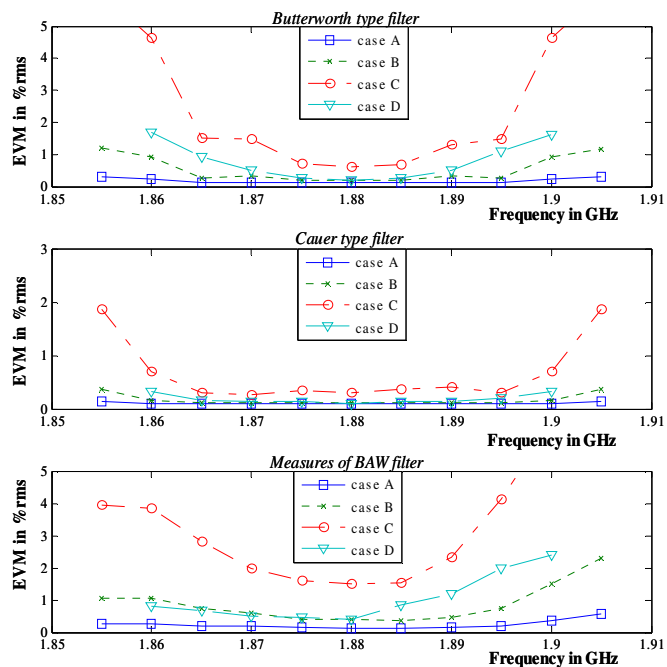 Butterworth type filter
EVM in %rms
5
4
3
2
1
0
case A
case B
case C
case D
1.85
1.86
1.87
1.88
1.89
1.9
1.91
Frequency in GHz
Cauer type filter
EVM in %rms
3
2
1
0
case A
case B
case C
case D
1.85
1.86
1.87
1.88
1.89
1.9
1.91
Frequency in GHz
Measures of BAW filter
EVM in %rms
5
4
3
2
1
0
case A
case B
case C
case D
1.85
1.86
1.87
1.88
1.89
1.9
1.91
Frequency in GHz